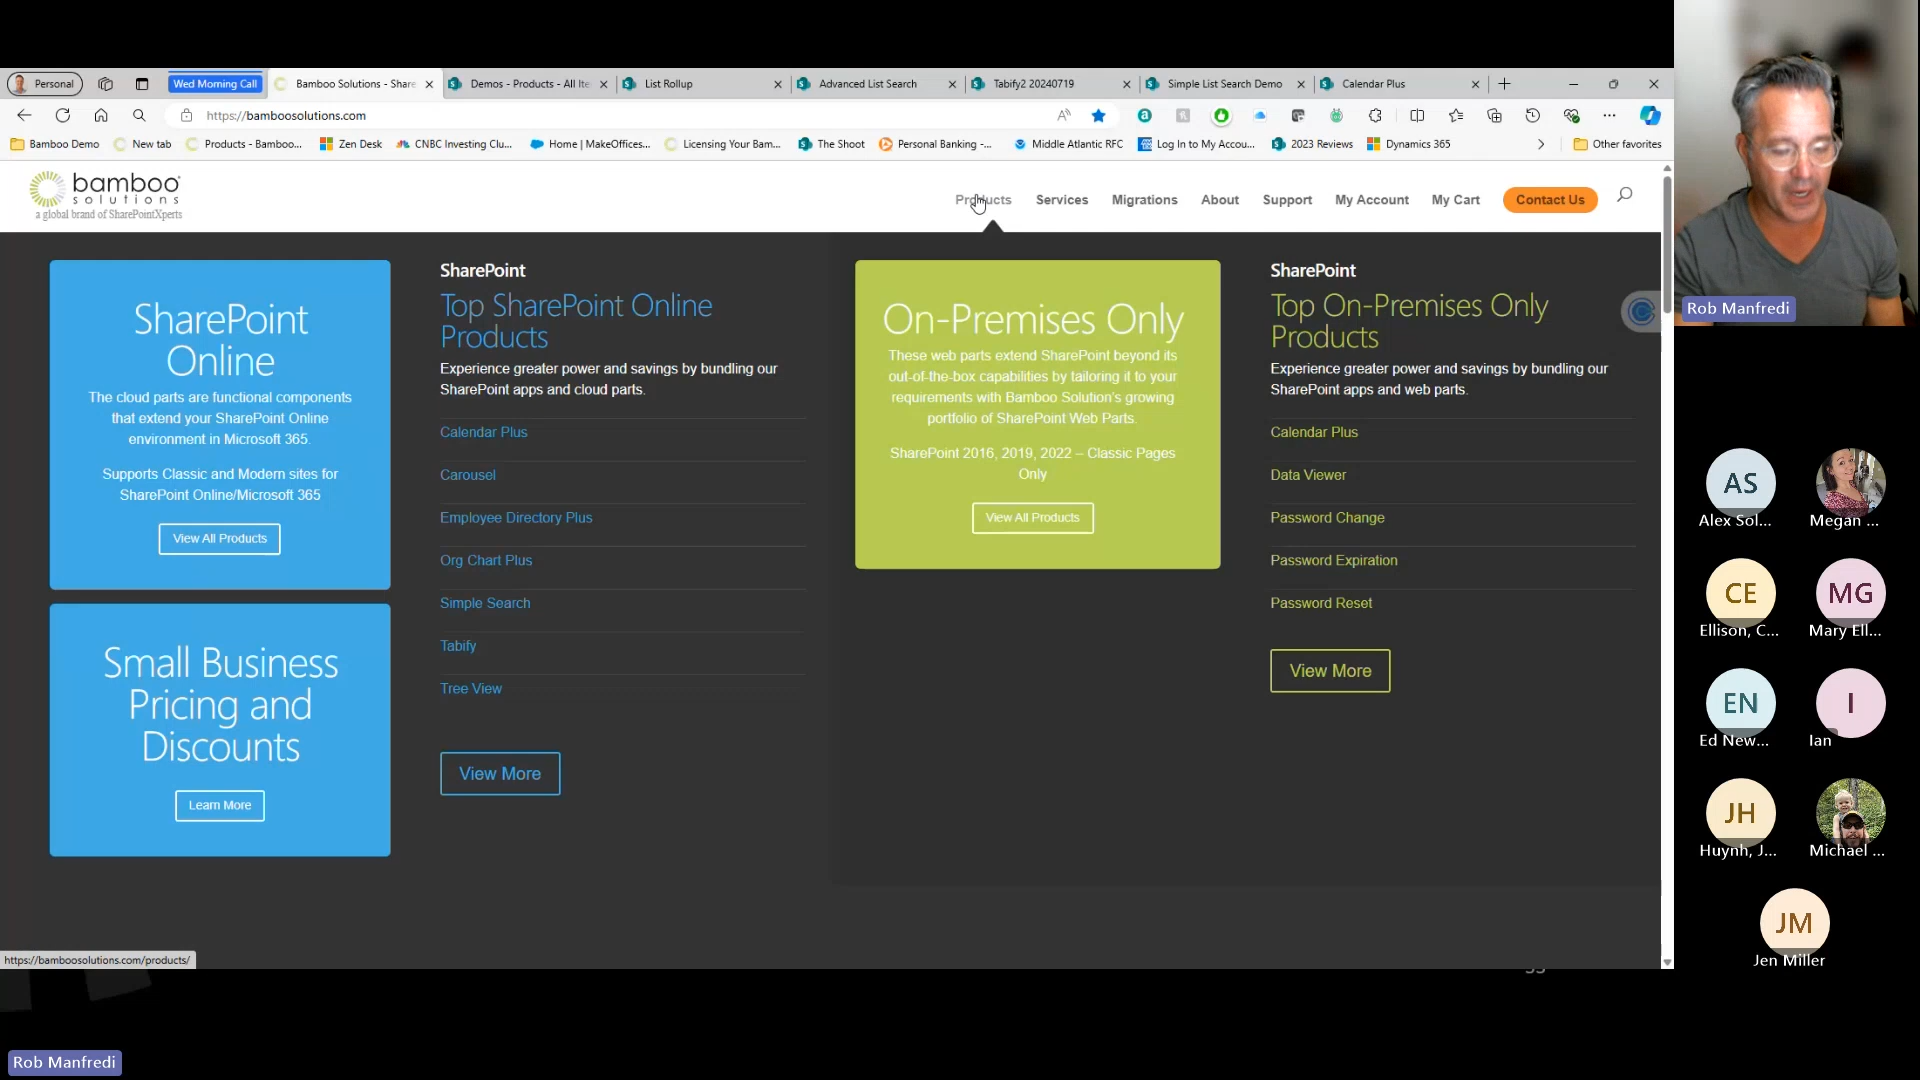 Personal
Wed Morning Call
Bamboo Solutions - Share
Demos - Products - All Ite
List Rollup
Advanced List Search
Tabify2 20240719
Simple List Search Demo
Calendar Plus
https://bamboosolutions.com
Bamboo Demo
New tab
Products - Bamboo...
Zen Desk
CNBC Investing Clu...
Home | MakeOffices...
Licensing Your Bam...
The Shoot
Personal Banking -...
Middle Atlantic RFC
Log In to My Accou...
2023 Reviews
Dynamics 365
Other favorites
bamboo
solutions
a global brand of SharePointXperts
Products
Services
Migrations
About
Support
My Account
My Cart
Contact Us
SharePoint
Online
The cloud parts are functional components
that extend your SharePoint Online
environment in Microsoft 365.
Supports Classic and Modern sites for
SharePoint Online/Microsoft 365
View All Products
Small Business
Pricing and
Discounts
Learn More
SharePoint
Top SharePoint Online
Products
Experience greater power and savings by bundling our
SharePoint apps and cloud parts.
Calendar Plus
Carousel
Employee Directory Plus
Org Chart Plus
Simple Search
Tabify
Tree View
View More
On-Premises Only
These web parts extend SharePoint beyond its
out-of-the-box capabilities by tailoring it to your
requirements with Bamboo Solution's growing
portfolio of SharePoint Web Parts.
SharePoint 2016, 2019, 2022 – Classic Pages
Only
View All Products
SharePoint
Top On-Premises Only
Products
Experience greater power and savings by bundling our
SharePoint apps and web parts.
Calendar Plus
Data Viewer
Password Change
Password Expiration
Password Reset
View More
https://bamboosolutions.com/products/
Rob Manfredi
Rob Manfredi
AS
Alex Sol...
Megan ...
CE
Ellison, C...
MG
Mary Ell...
EN
Ed New...
I
Ian
JH
Huynh, J...
Michael ...
JM
Jen Miller